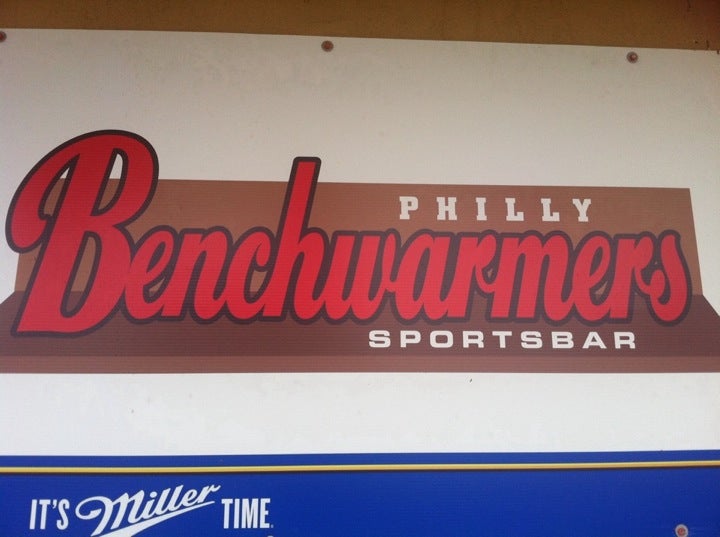 PHILLY
Benchwarmers
SPORTSBAR
IT'S Miller TIME.